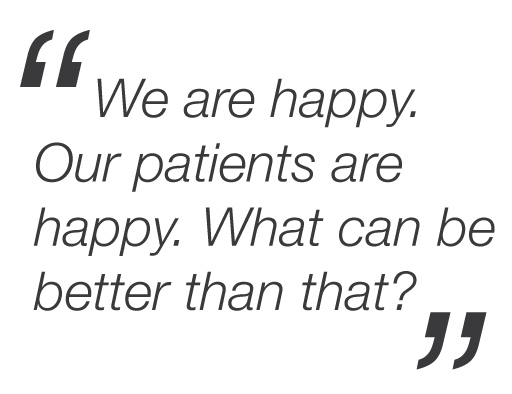 “We are happy.
Our patients are
happy. What can be
better than that?”